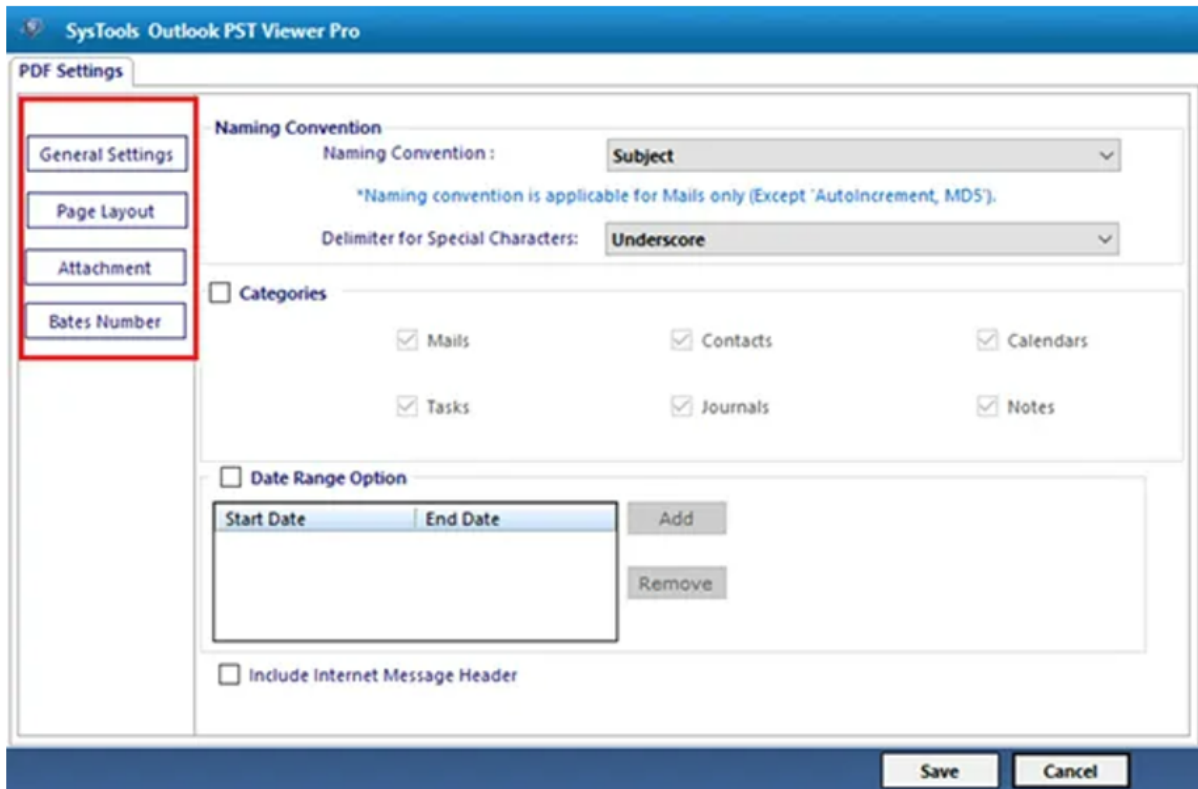 SysTools Outlook PST Viewer Pro
PDF Settings
General Settings
Page Layout
Attachment
Bates Number
Naming Convention
Naming Convention :
Subject
*Naming convention is applicable for Mails only (Except 'AutoIncrement, MD5').
Delimiter for Special Characters:
Underscore
Categories
Mails
Contacts
Calendars
Tasks
Journals
Notes
Date Range Option
Start Date
End Date
Add
Remove
Include Internet Message Header
Save
Cancel